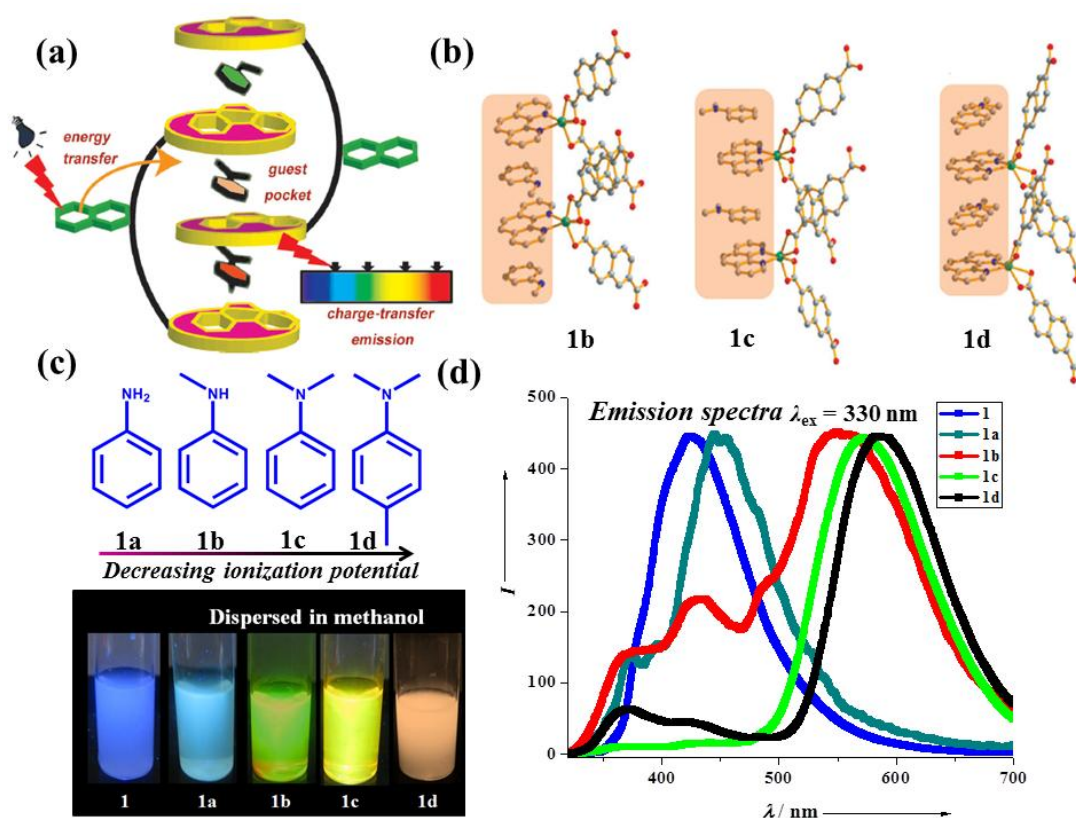 (a)
energy
transfer
guest
pocket
charge-transfer
emission
(b)
1b
1c
1d
(c)
NH₂
NH
N
N
1a
1b
1c
1d
Decreasing ionization potential
Dispersed in methanol
1
1a
1b
1c
1d
(d)
Emission spectra λex = 330 nm
1
1a
1b
1c
1d
500
400
300
200
100
0
I
400
500
600
700
λ / nm